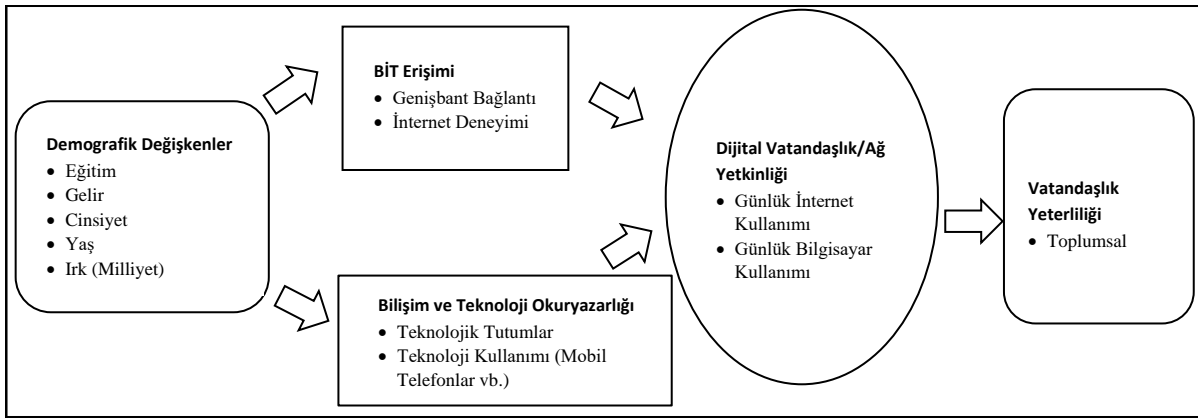 Demografik Değişkenler
• Eğitim
• Gelir
• Cinsiyet
• Yaş
• Irk (Milliyet)
BİT Erişimi
• Genişbant Bağlantı
• İnternet Deneyimi
Bilişim ve Teknoloji Okuryazarlığı
• Teknolojik Tutumlar
• Teknoloji Kullanımı (Mobil
Telefonlar vb.)
Dijital Vatandaşlık/Ağ
Yetkinliği
• Günlük İnternet
Kullanımı
• Günlük Bilgisayar
Kullanımı
Vatandaşlık
Yeterliliği
• Toplumsal